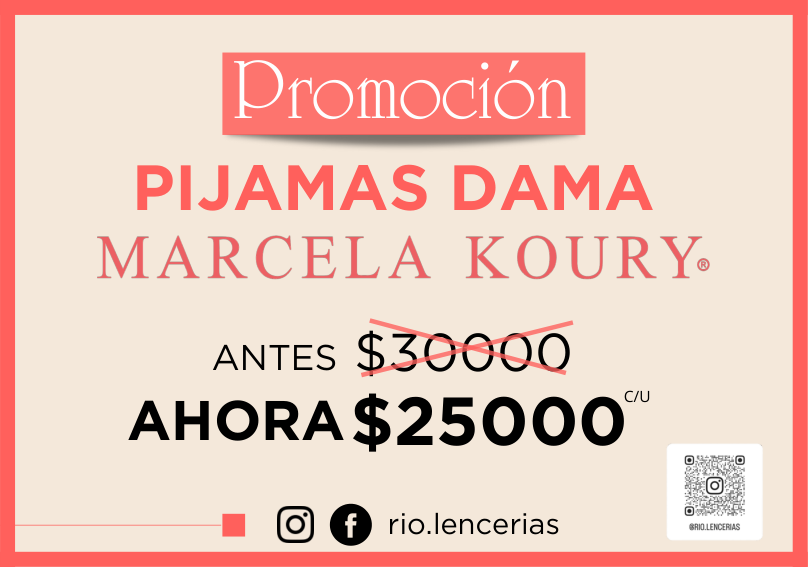 Promoción
PIJAMAS DAMA
MARCELA KOURY®
ANTES $30000
AHORA $25000 C/U
rio.lencerias
@RIO.LENCERIAS